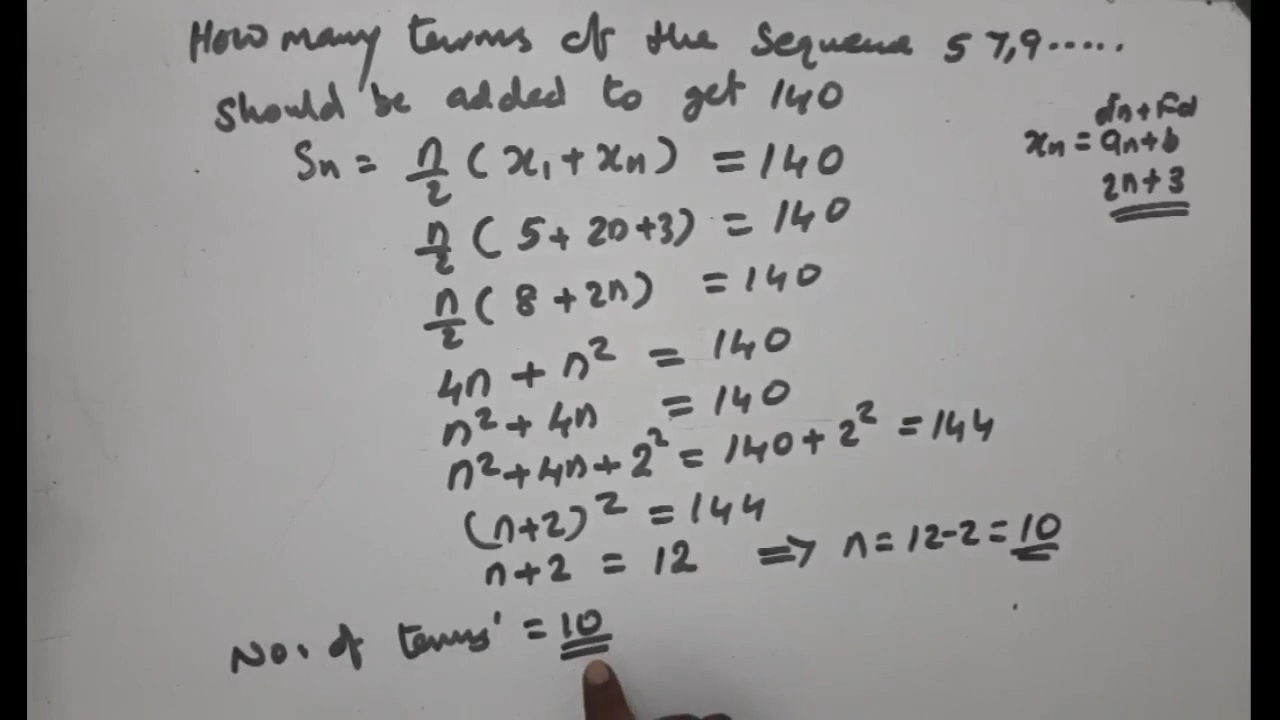 How many terms of the sequence 5 7,9.....
should be added to get 140
Sn = n/2 ( x₁ + xn ) = 140
dn + f-d
xn = an+b
2n+3
n/2 ( 5 + 2n+3) = 140
n/2 ( 8 + 2n) = 140
4n + n² = 140
n² + 4n = 140
n² + 4n + 2² = 140 + 2² = 144
(n+2)² = 144
n+2 = 12 ⇒ n = 12-2 = 10
No. of terms = 10